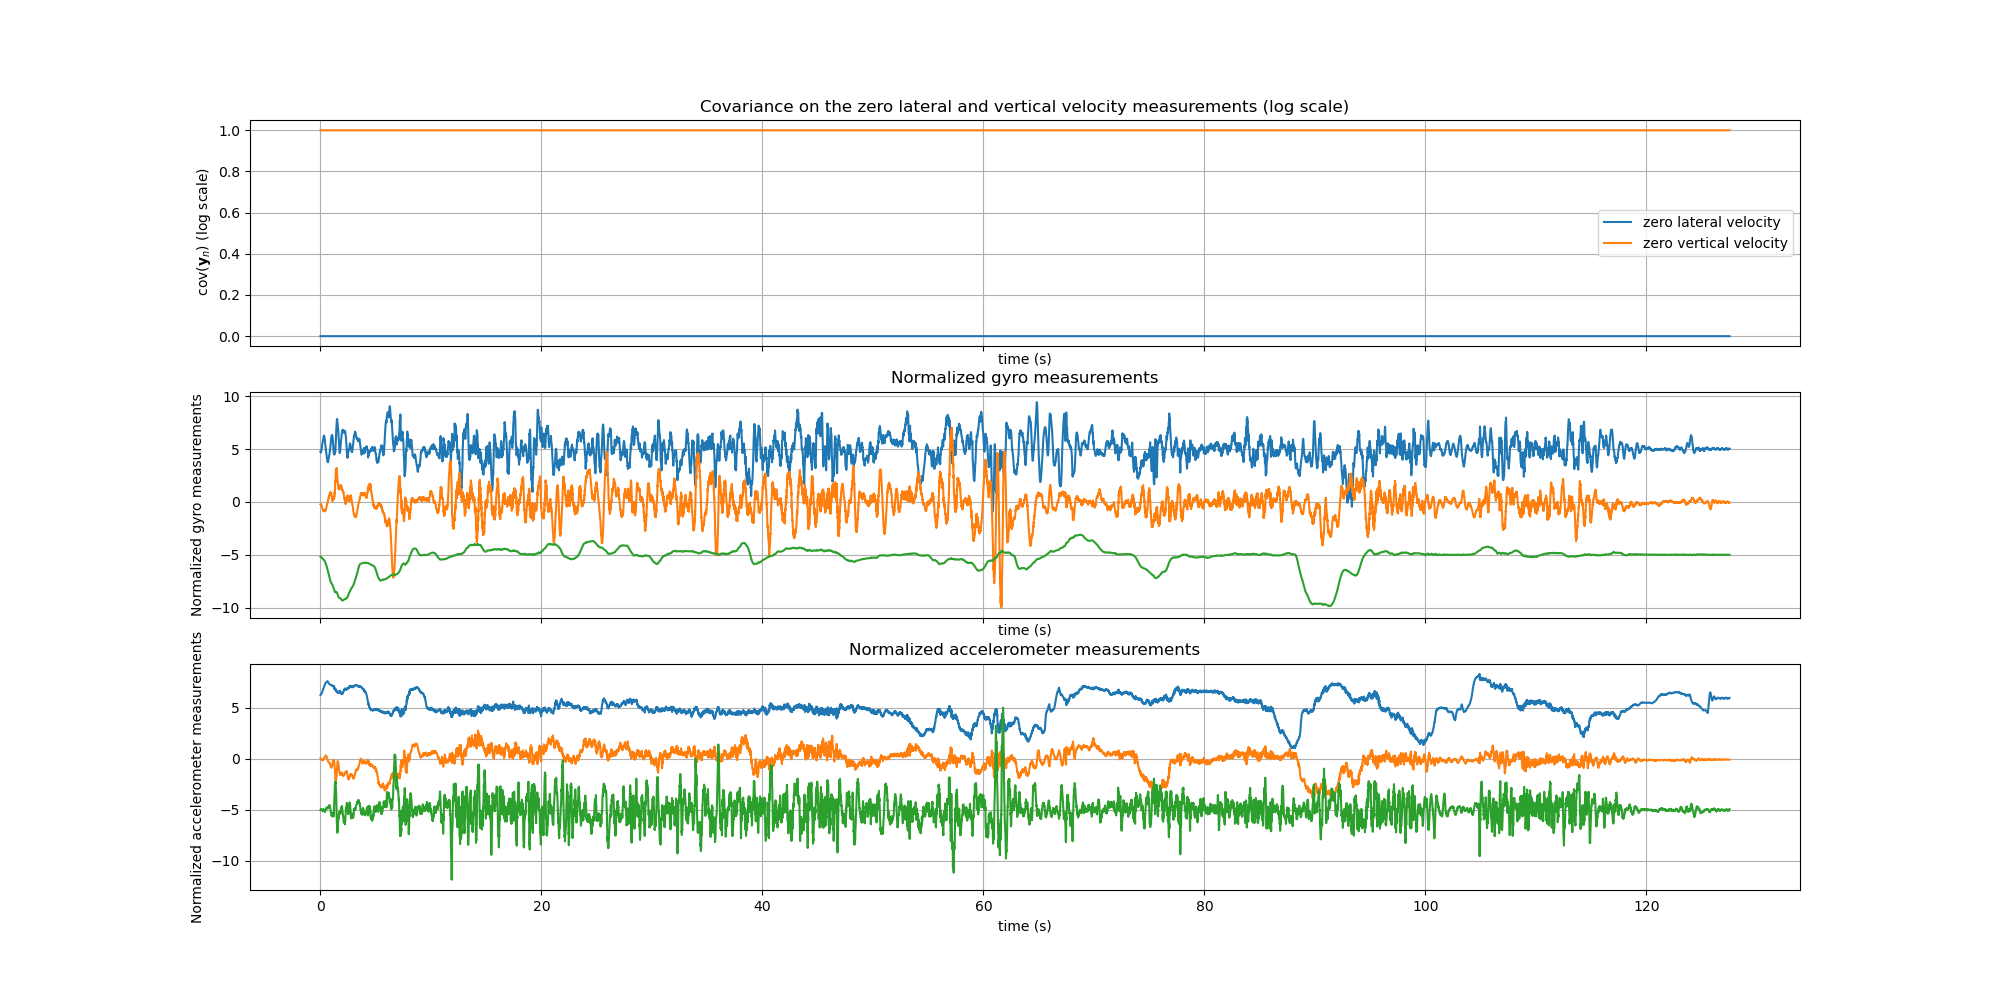 Covariance on the zero lateral and vertical velocity measurements (log scale)
cov(𝐲ₙ) (log scale)
1.0
0.8
0.6
0.4
0.2
0.0
zero lateral velocity
zero vertical velocity
time (s)
Normalized gyro measurements
Normalized gyro measurements
10
5
0
−5
−10
time (s)
Normalized accelerometer measurements
Normalized accelerometer measurements
5
0
−5
−10
0 20 40 60 80 100 120
time (s)